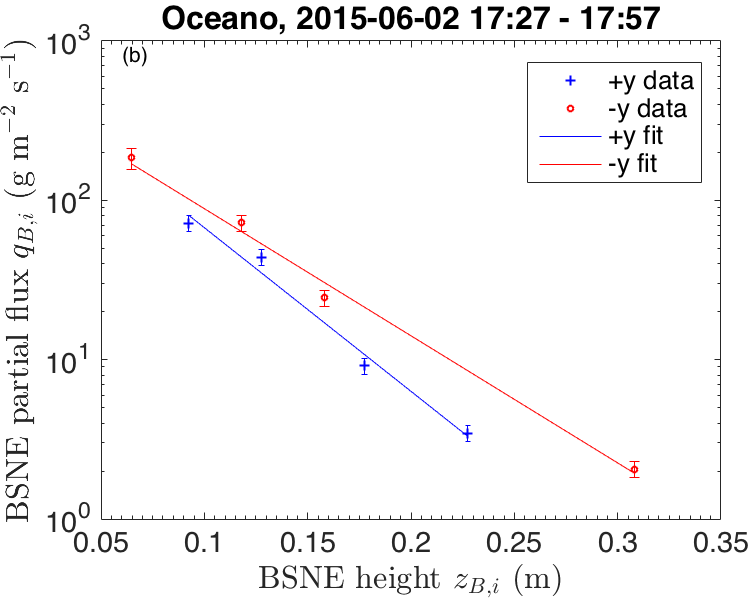 Oceano, 2015-06-02 17:27 - 17:57
(b)
+y data
-y data
+y fit
-y fit
10³
10²
10¹
10⁰
BSNE partial flux q_{B,i} (g m⁻² s⁻¹)
0.05 0.1 0.15 0.2 0.25 0.3 0.35
BSNE height z_{B,i} (m)